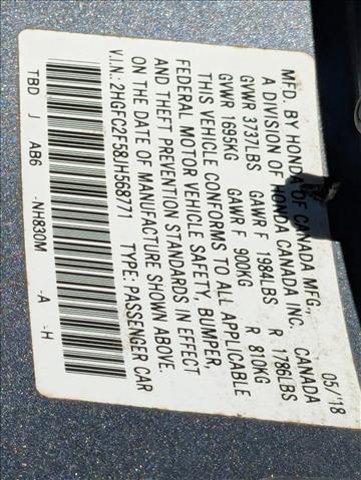 MFD. BY HONDA OF CANADA MFG., 05/'18
A DIVISION OF HONDA CANADA INC. CANADA
GVWR 3737LBS GAWR F 1984LBS R 1786LBS
GVWR 1695KG GAWR F 900KG R 810KG
THIS VEHICLE CONFORMS TO ALL APPLICABLE
FEDERAL MOTOR VEHICLE SAFETY, BUMPER,
AND THEFT PREVENTION STANDARDS IN EFFECT
ON THE DATE OF MANUFACTURE SHOWN ABOVE.
V.I.N.: 2HGFC2F58JH568771 TYPE: PASSENGER CAR
TBD J AB6 -NH830M -A -H